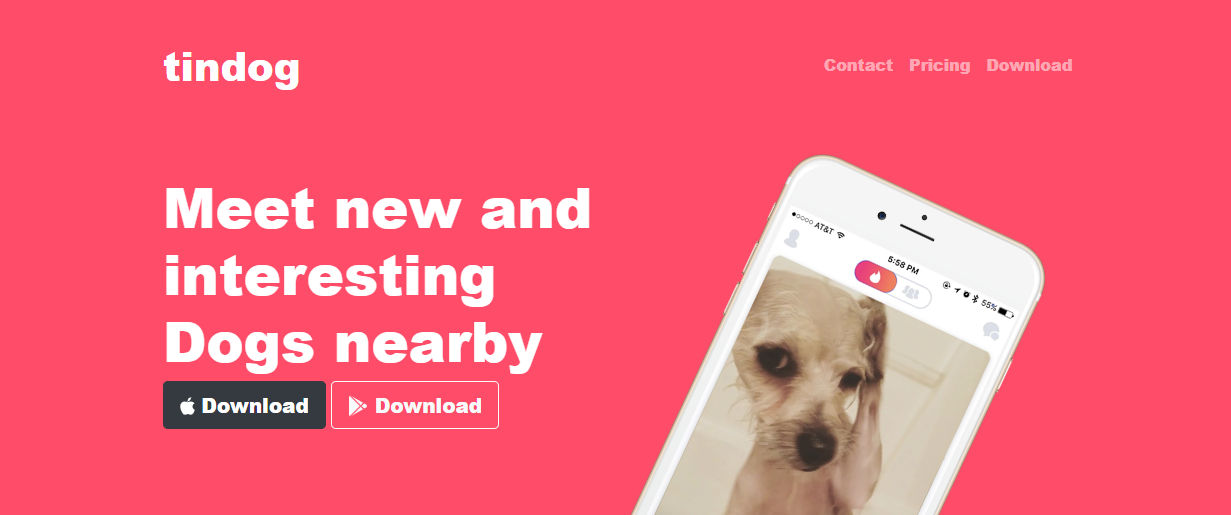 tindog
Contact Pricing Download
Meet new and
interesting
Dogs nearby
Download Download
AT&T
5:58 PM
55%